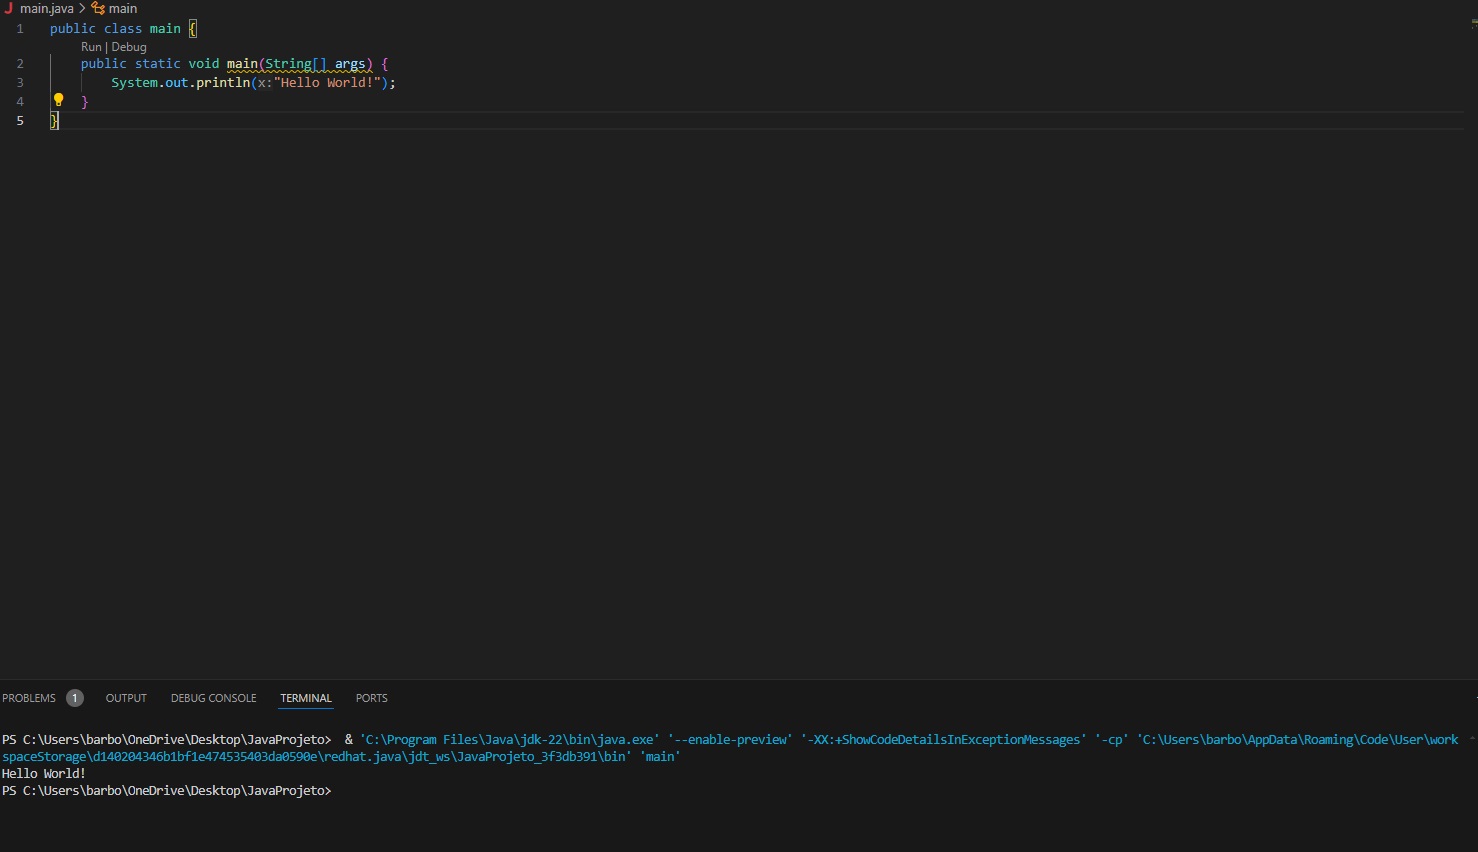 main.java > main
1 public class main {
Run | Debug
2 public static void main(String[] args) {
3 System.out.println(x:"Hello World!");
4 }
5 }
PROBLEMS 1 OUTPUT DEBUG CONSOLE TERMINAL PORTS
PS C:\Users\barbo\OneDrive\Desktop\JavaProjeto> & 'C:\Program Files\Java\jdk-22\bin\java.exe' '--enable-preview' '-XX:+ShowCodeDetailsInExceptionMessages' '-cp' 'C:\Users\barbo\AppData\Roaming\Code\User\work
spaceStorage\d140204346b1bf1e474535403da0590e\redhat.java\jdt_ws\JavaProjeto_3f3db391\bin' 'main'
Hello World!
PS C:\Users\barbo\OneDrive\Desktop\JavaProjeto>